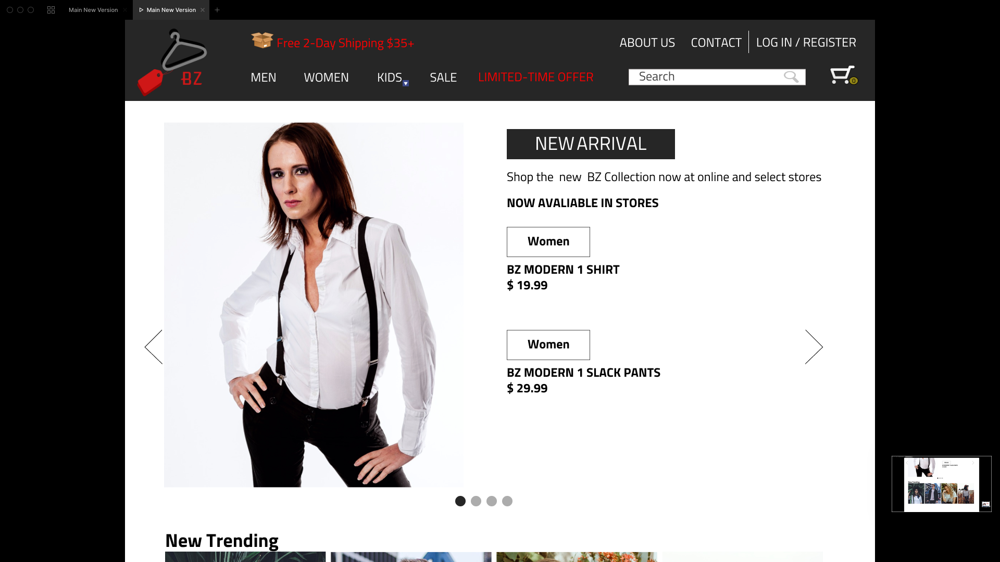 Main New Version
Main New Version
Free 2-Day Shipping $35+
ABOUT US
CONTACT
LOG IN / REGISTER
BZ
MEN
WOMEN
KIDS
SALE
LIMITED-TIME OFFER
Search
0
NEW ARRIVAL
Shop the new BZ Collection now at online and select stores
NOW AVALIABLE IN STORES
Women
BZ MODERN 1 SHIRT
$ 19.99
Women
BZ MODERN 1 SLACK PANTS
$ 29.99
New Trending
New Trending